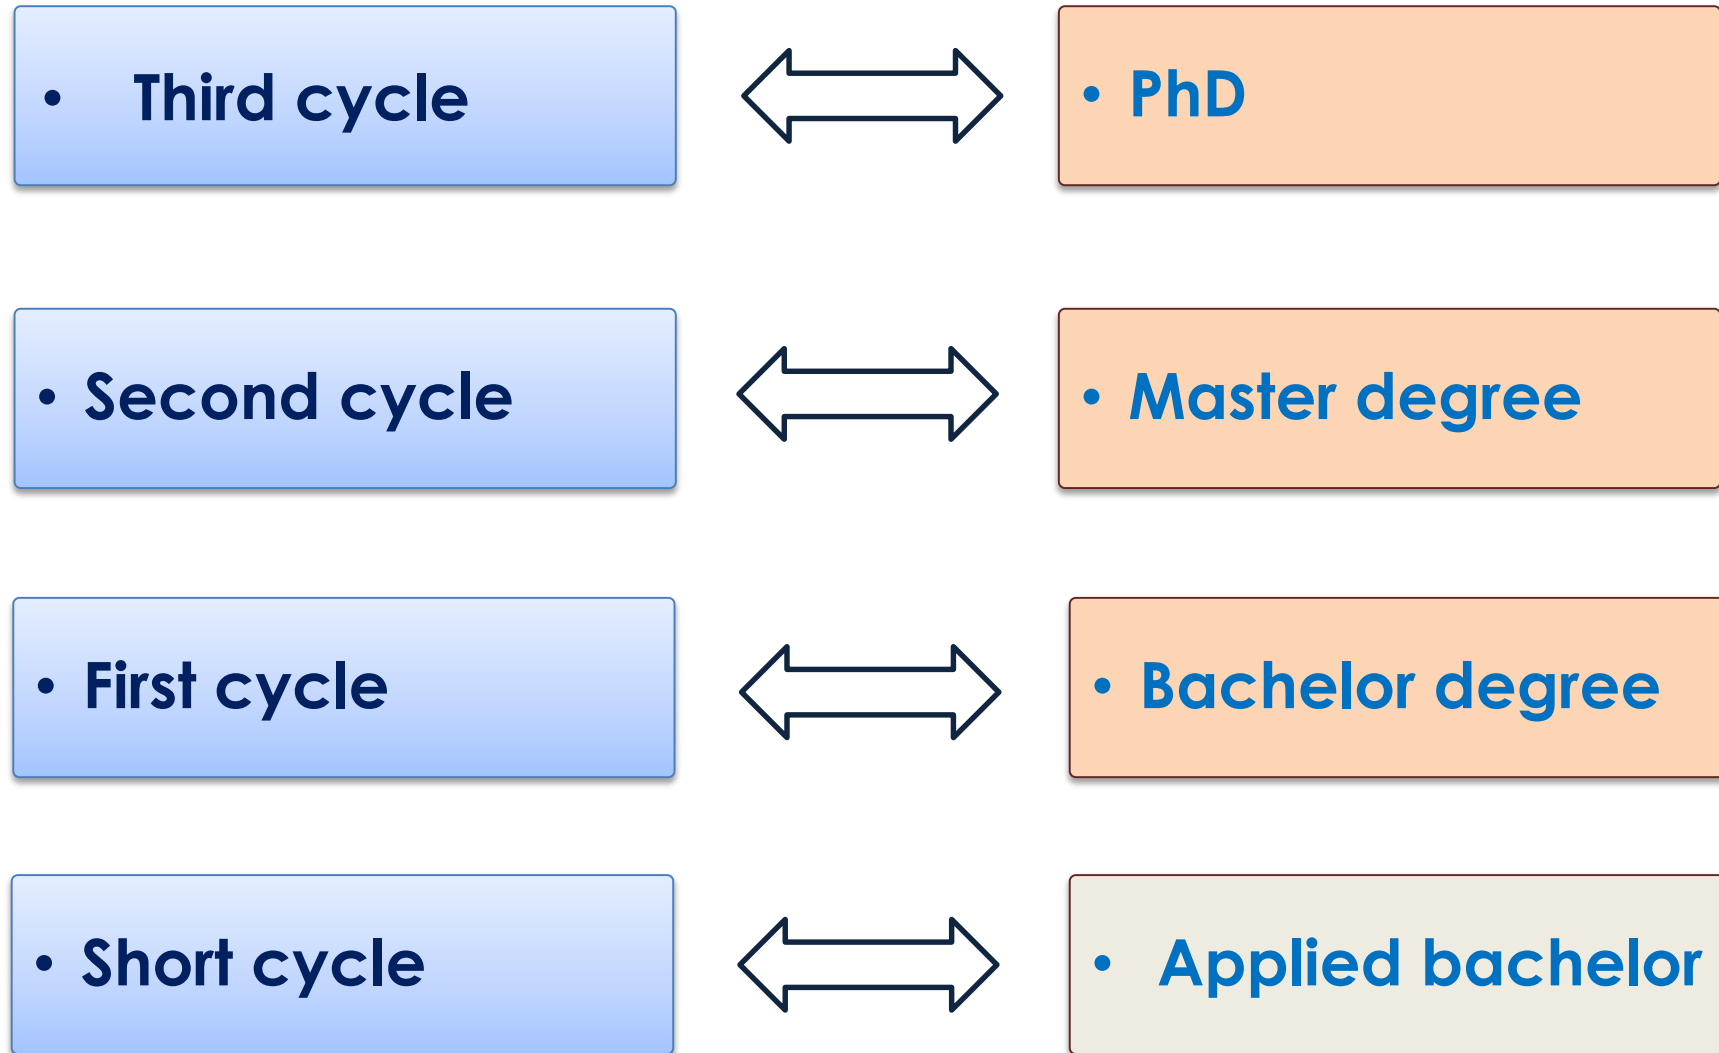 • Third cycle
• PhD
• Second cycle
• Master degree
• First cycle
• Bachelor degree
• Short cycle
• Applied bachelor